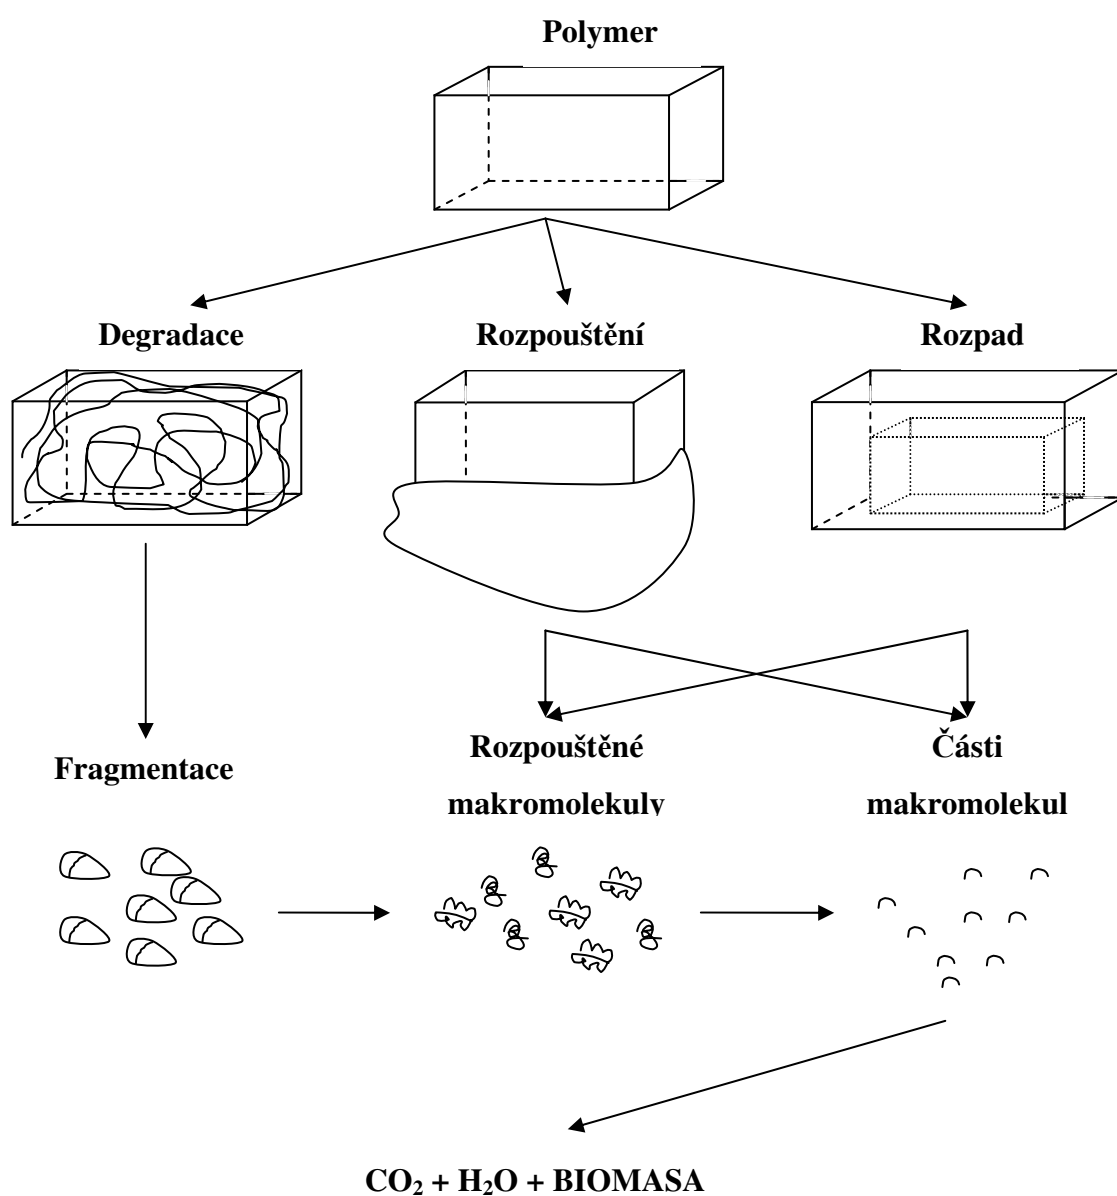 Polymer
Degradace
Rozpouštění
Rozpad
Fragmentace
Rozpouštěné
makromolekuly
Části
makromolekul
CO₂ + H₂O + BIOMASA